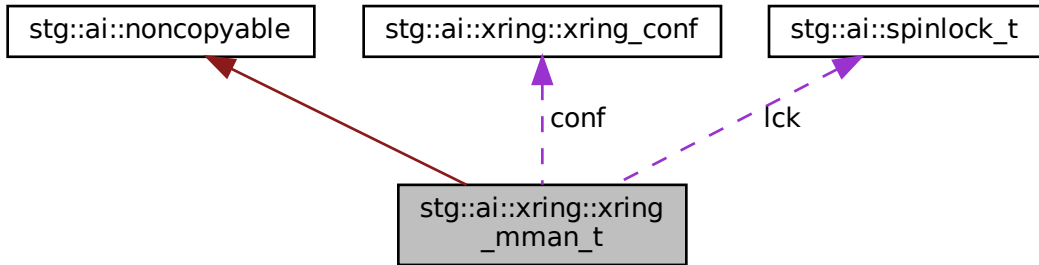 stg::ai::noncopyable
stg::ai::xring::xring_conf
stg::ai::spinlock_t
conf
lck
stg::ai::xring::xring
_mman_t